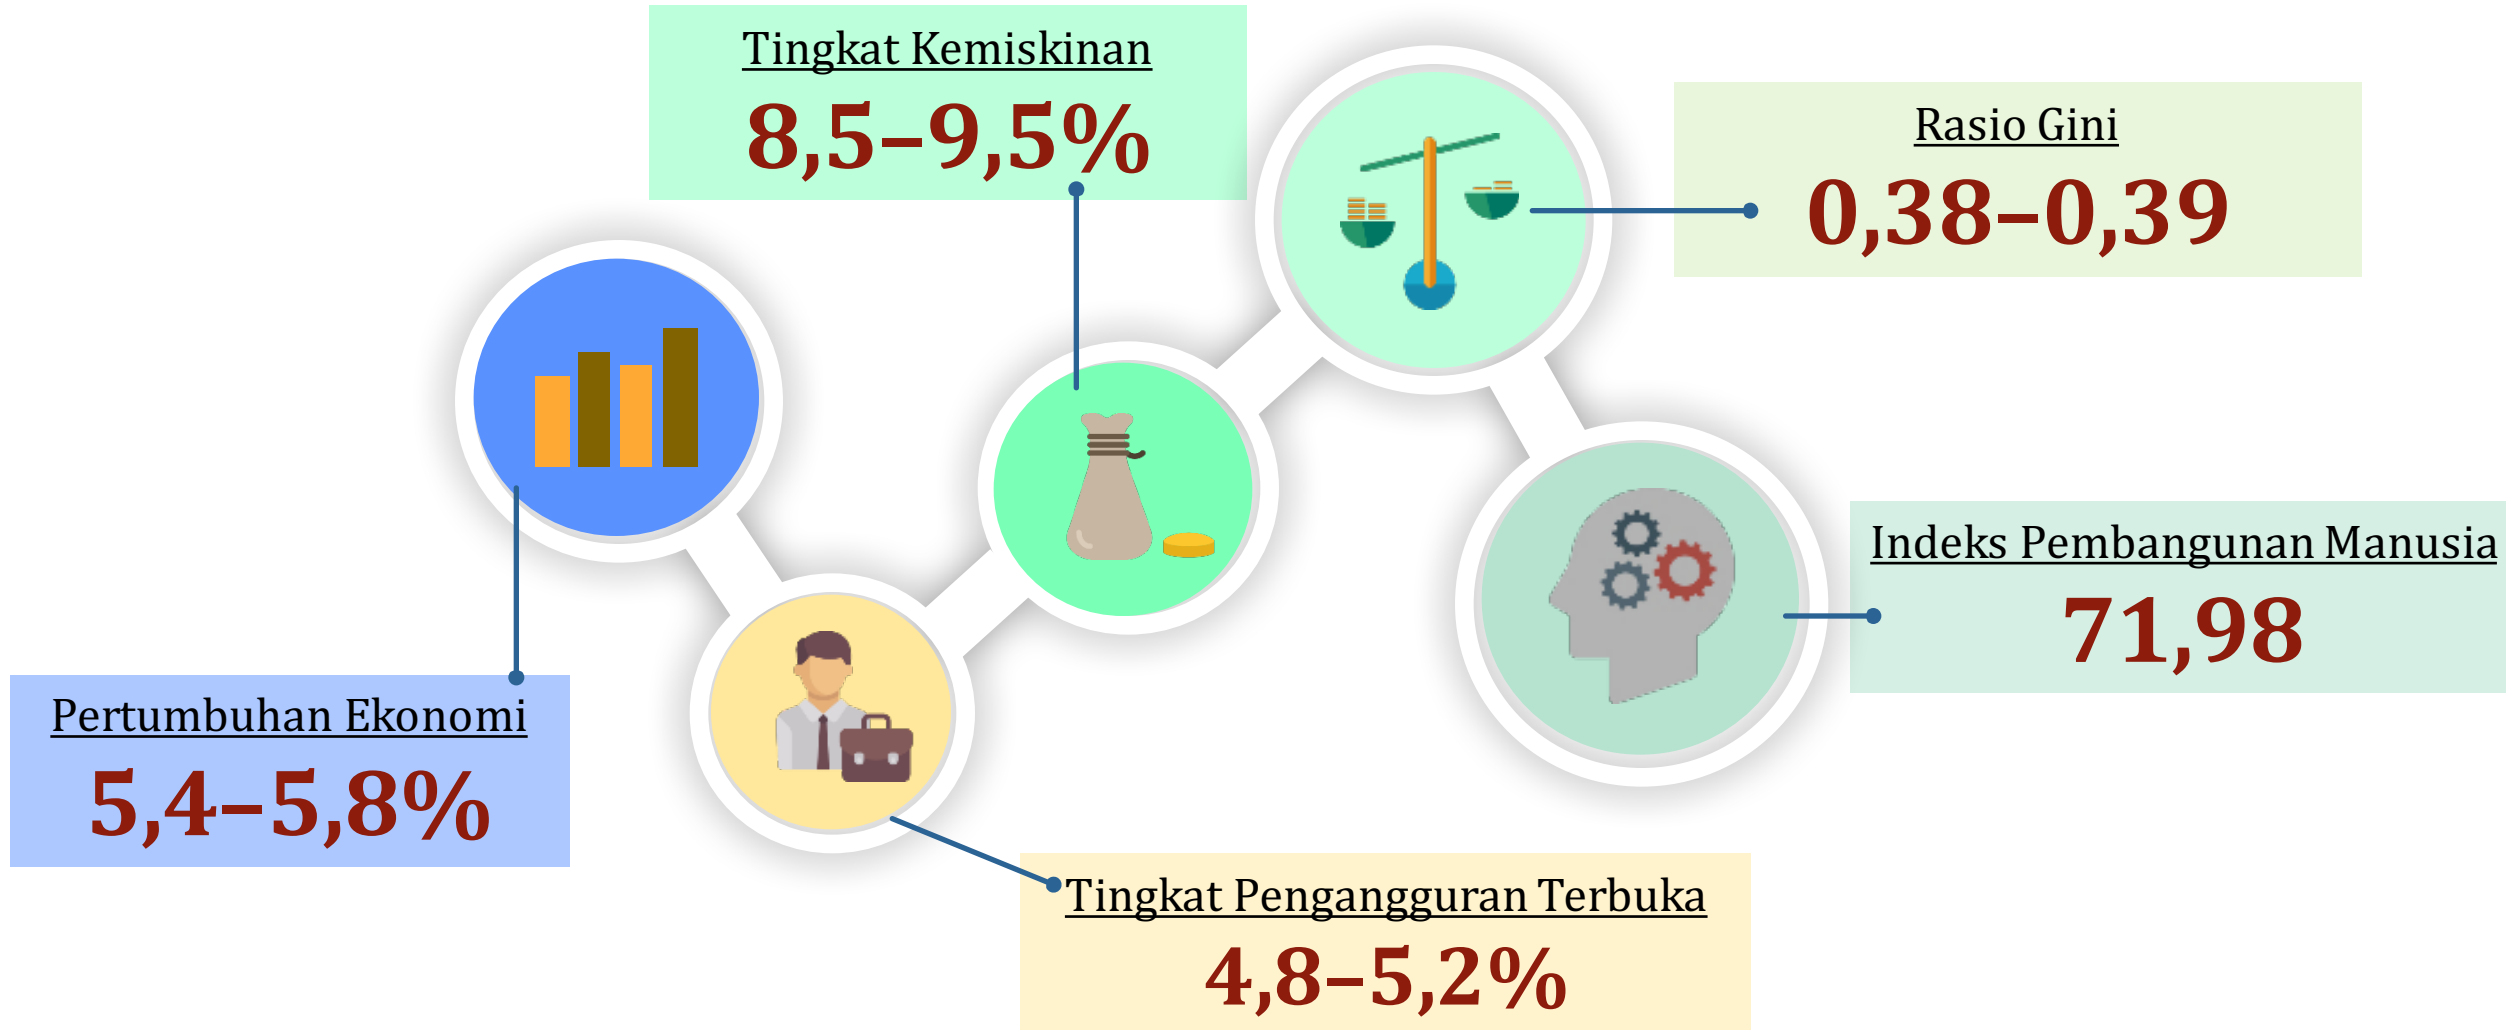 Tingkat Kemiskinan
8,5–9,5%
Rasio Gini
0,38–0,39
Indeks Pembangunan Manusia
71,98
Pertumbuhan Ekonomi
5,4–5,8%
Tingkat Pengangguran Terbuka
4,8–5,2%